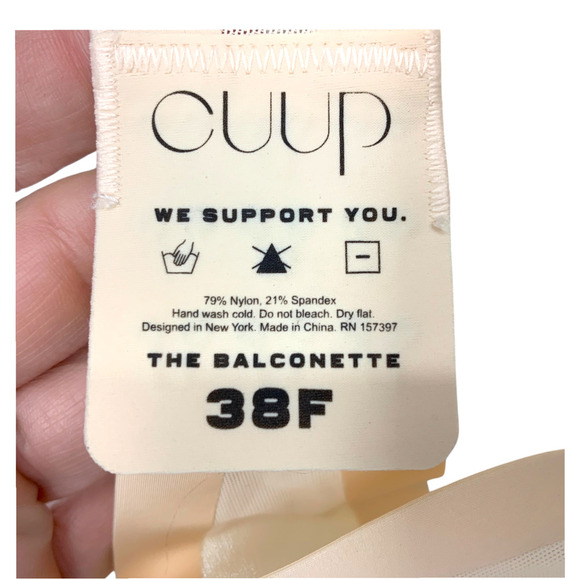 CUUP
WE SUPPORT YOU.
79% Nylon, 21% Spandex
Hand wash cold. Do not bleach. Dry flat.
Designed in New York. Made in China. RN 157397
THE BALCONETTE
38F